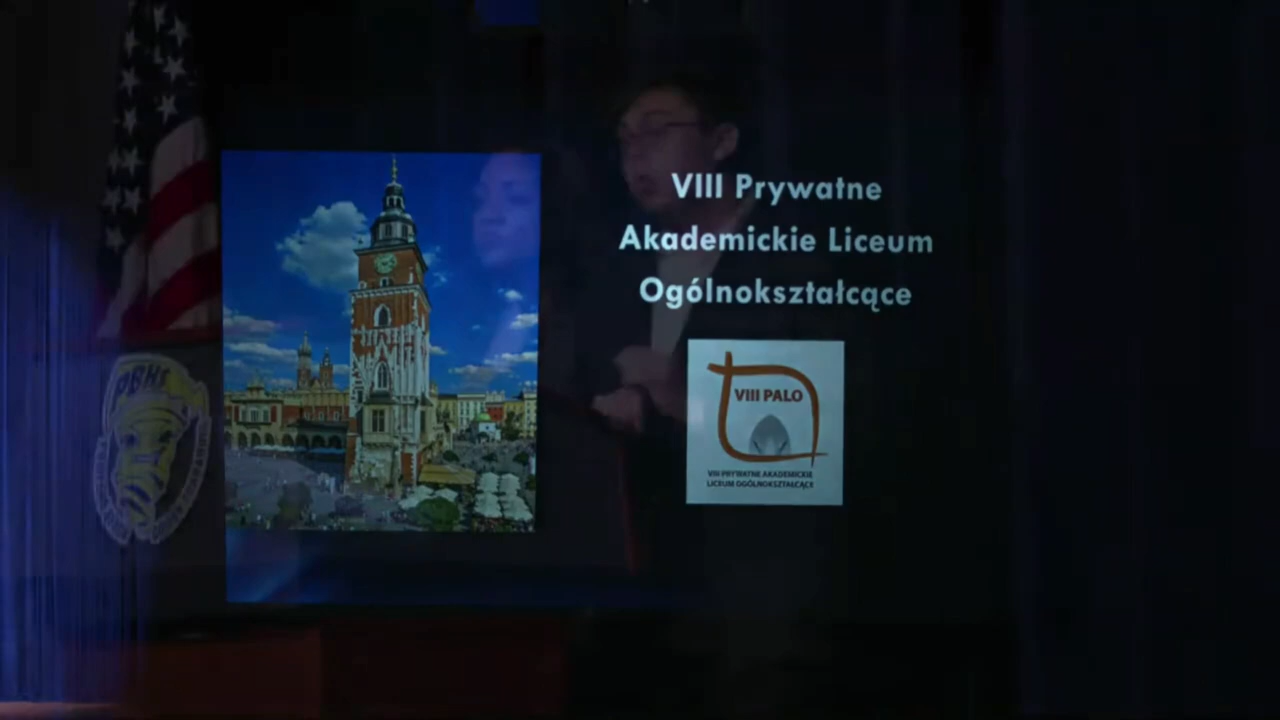 VIII Prywatne
Akademickie Liceum
Ogólnokształcące
VIII PALO
VIII PRYWATNE AKADEMICKIE
LICEUM OGÓLNOKSZTAŁCĄCE